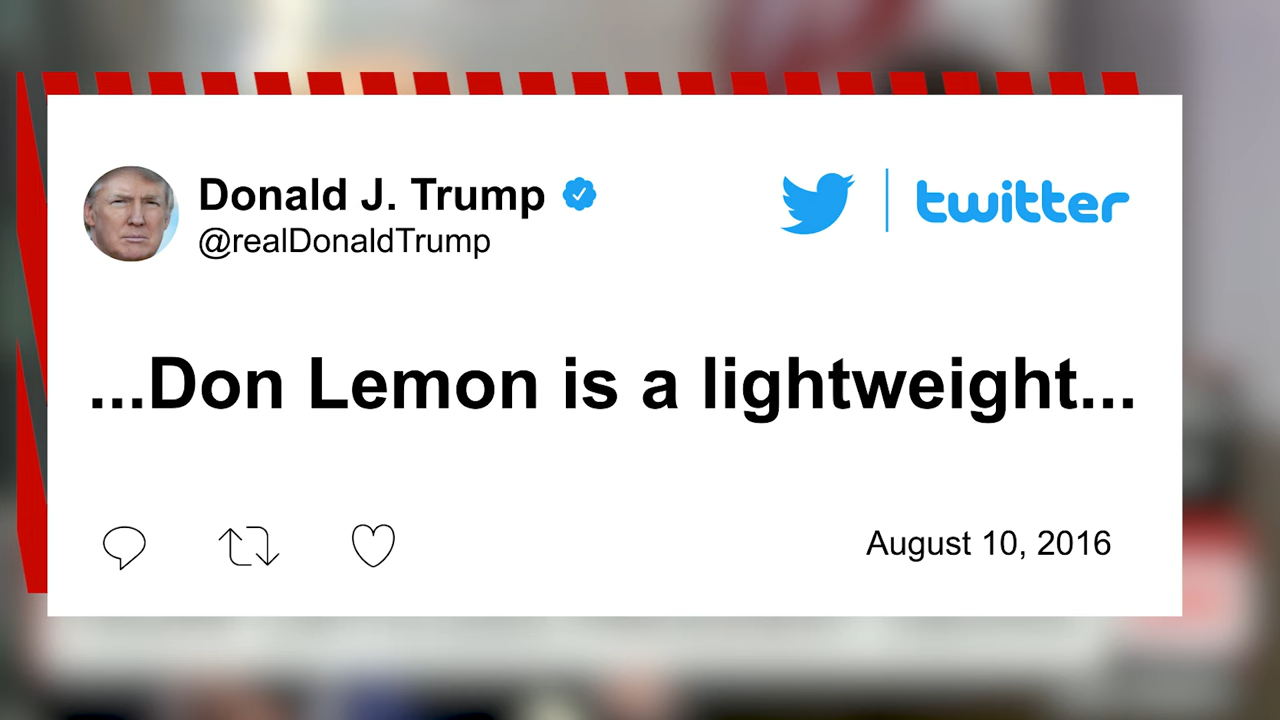 Donald J. Trump
@realDonaldTrump
twitter
...Don Lemon is a lightweight...
August 10, 2016